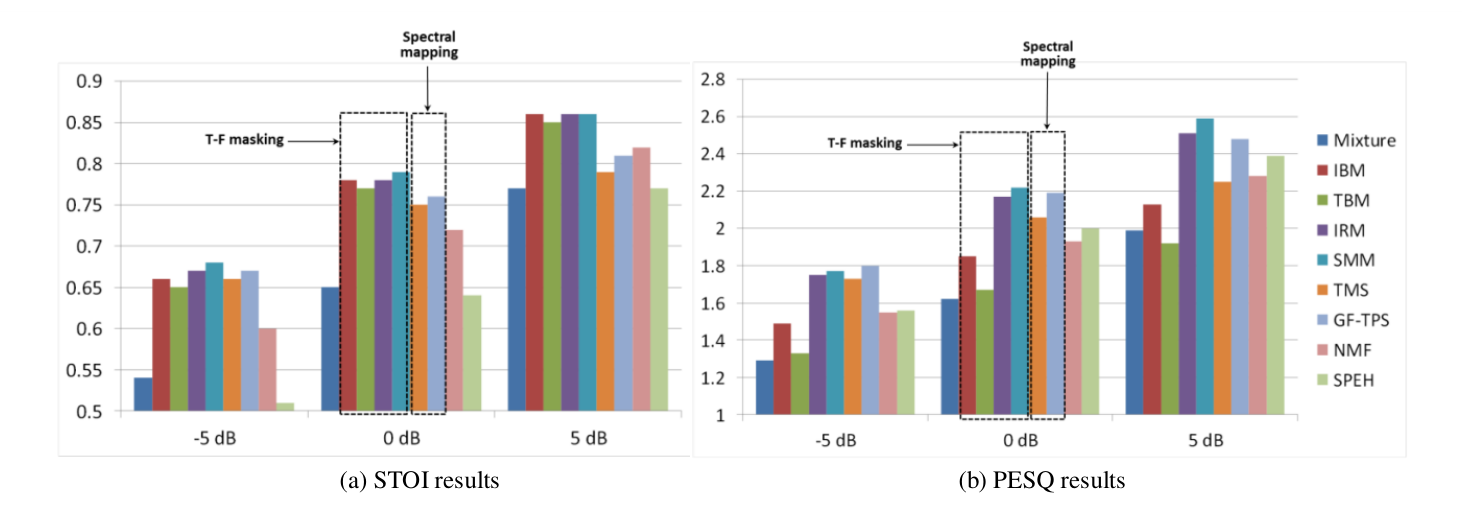 Spectral
mapping
T-F masking
0.9
0.85
0.8
0.75
0.7
0.65
0.6
0.55
0.5
-5 dB
0 dB
5 dB
(a) STOI results
Spectral
mapping
T-F masking
2.8
2.6
2.4
2.2
2
1.8
1.6
1.4
1.2
1
-5 dB
0 dB
5 dB
Mixture
IBM
TBM
IRM
SMM
TMS
GF-TPS
NMF
SPEH
(b) PESQ results